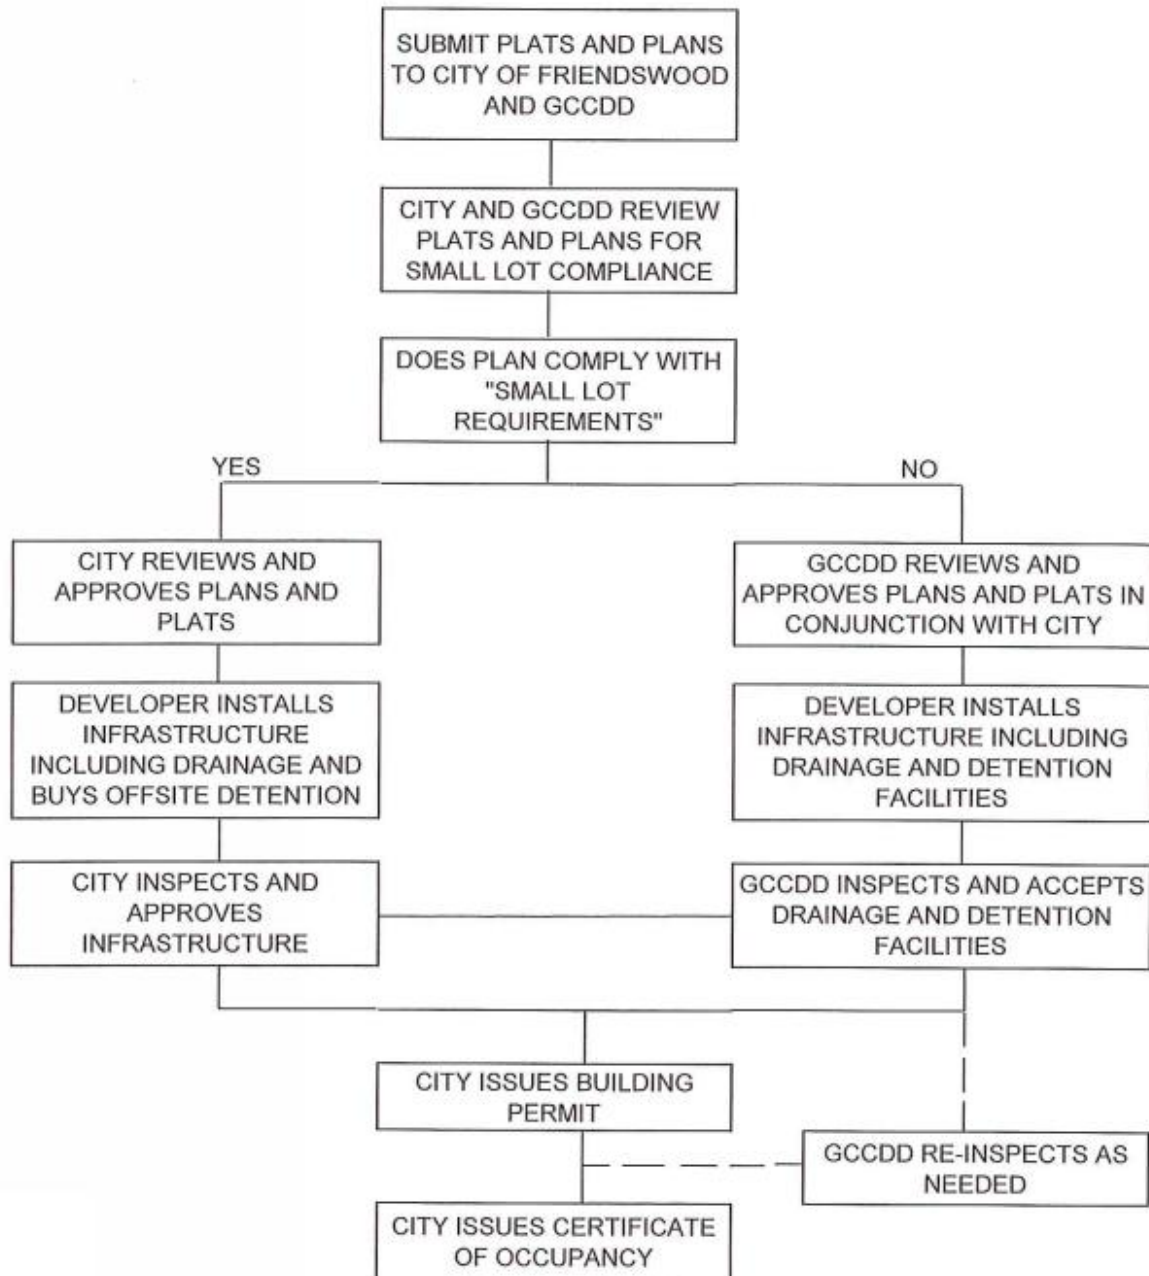 SUBMIT PLATS AND PLANS
TO CITY OF FRIENDSWOOD
AND GCCDD
CITY AND GCCDD REVIEW
PLATS AND PLANS FOR
SMALL LOT COMPLIANCE
DOES PLAN COMPLY WITH
"SMALL LOT
REQUIREMENTS"
YES
NO
CITY REVIEWS AND
APPROVES PLANS AND
PLATS
GCCDD REVIEWS AND
APPROVES PLANS AND PLATS IN
CONJUNCTION WITH CITY
DEVELOPER INSTALLS
INFRASTRUCTURE
INCLUDING DRAINAGE AND
BUYS OFFSITE DETENTION
DEVELOPER INSTALLS
INFRASTRUCTURE INCLUDING
DRAINAGE AND DETENTION
FACILITIES
CITY INSPECTS AND
APPROVES
INFRASTRUCTURE
GCCDD INSPECTS AND ACCEPTS
DRAINAGE AND DETENTION
FACILITIES
CITY ISSUES BUILDING
PERMIT
GCCDD RE-INSPECTS AS
NEEDED
CITY ISSUES CERTIFICATE
OF OCCUPANCY